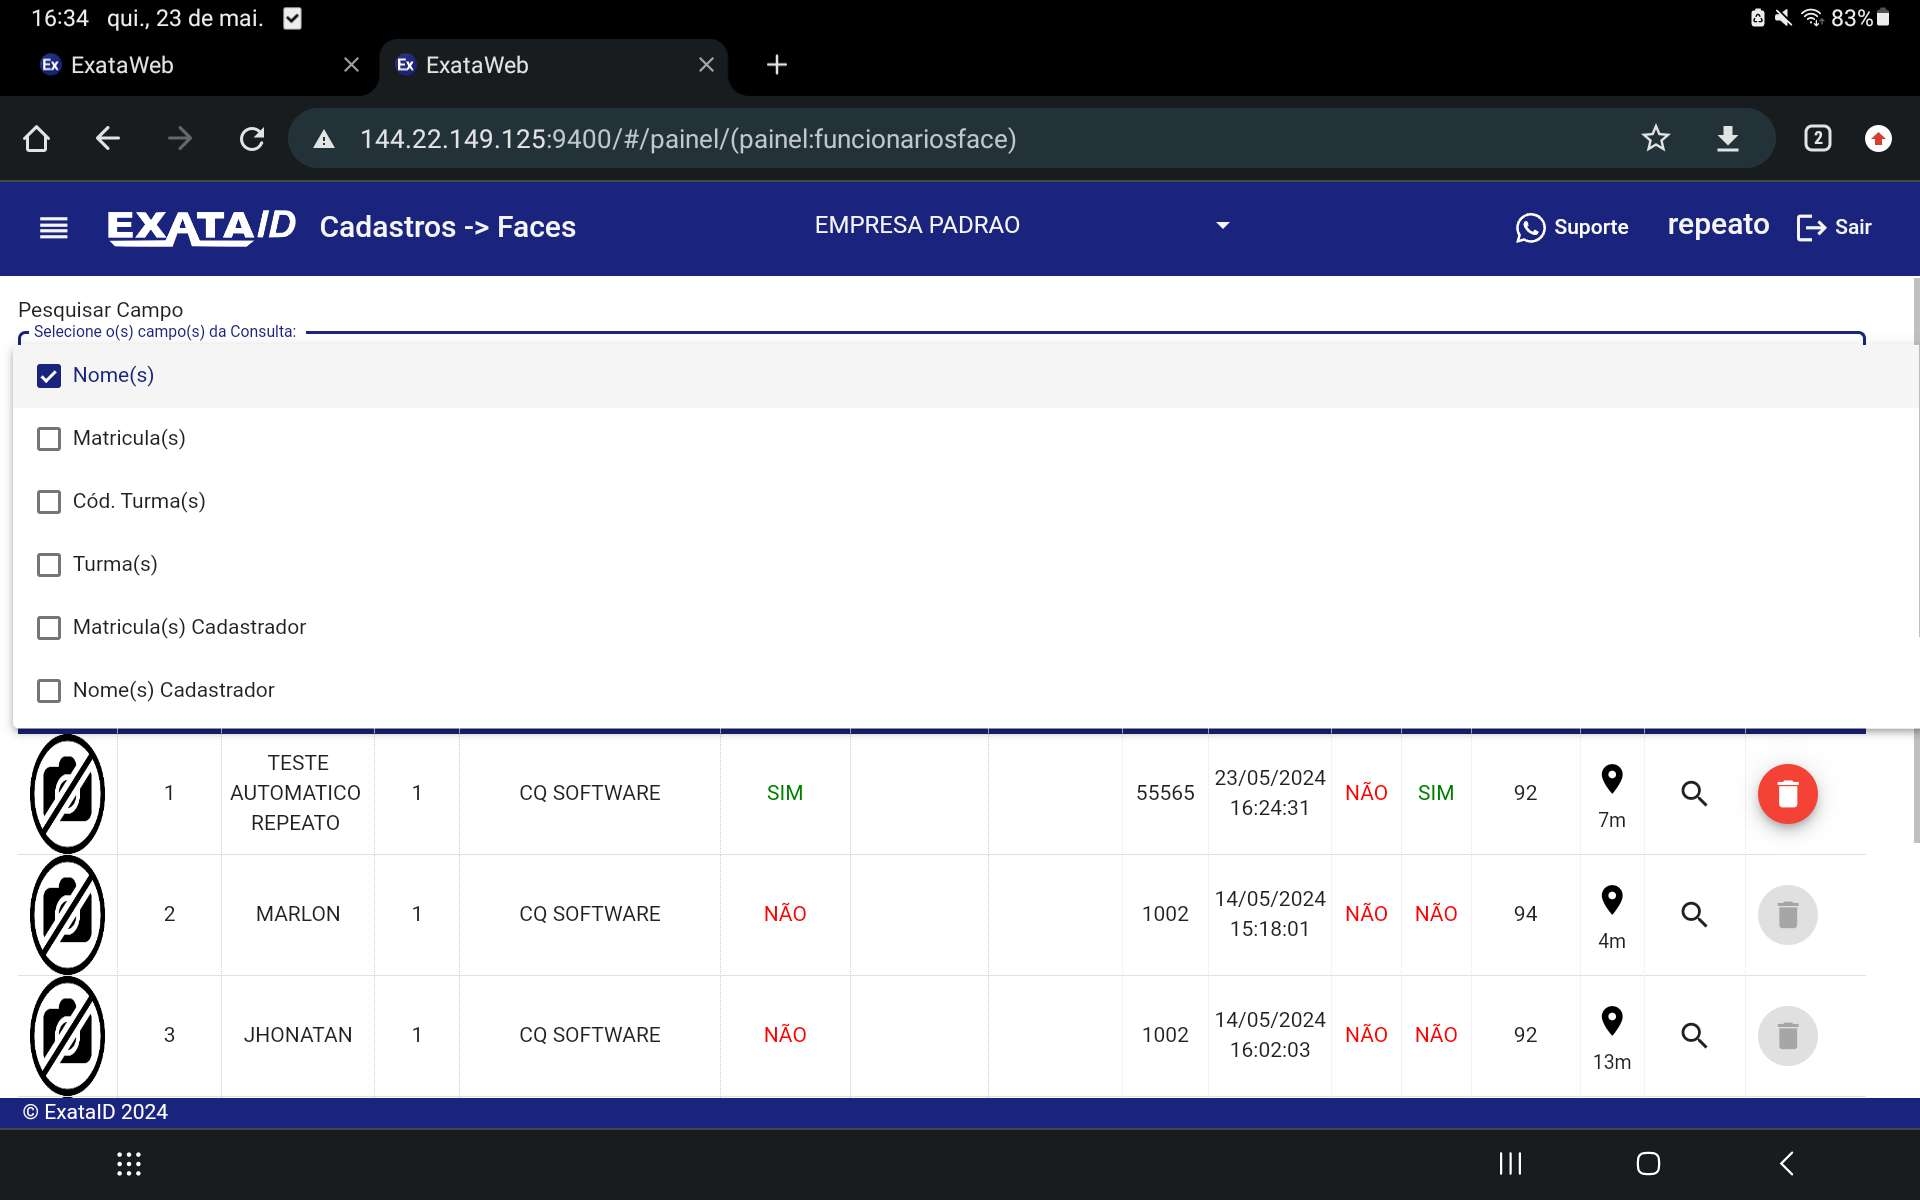 16:34 qui., 23 de mai. 83%
Ex ExataWeb Ex ExataWeb
144.22.149.125:9400/#/painel/(painel:funcionariosface) 2
EXATAID Cadastros -> Faces EMPRESA PADRAO Suporte repeato Sair
Pesquisar Campo
Selecione o(s) campo(s) da Consulta:
Nome(s)
Matricula(s)
Cód. Turma(s)
Turma(s)
Matricula(s) Cadastrador
Nome(s) Cadastrador
1 TESTE AUTOMATICO REPEATO 1 CQ SOFTWARE SIM 55565 23/05/2024 16:24:31 NÃO SIM 92 7m
2 MARLON 1 CQ SOFTWARE NÃO 1002 14/05/2024 15:18:01 NÃO NÃO 94 4m
3 JHONATAN 1 CQ SOFTWARE NÃO 1002 14/05/2024 16:02:03 NÃO NÃO 92 13m
© ExataID 2024